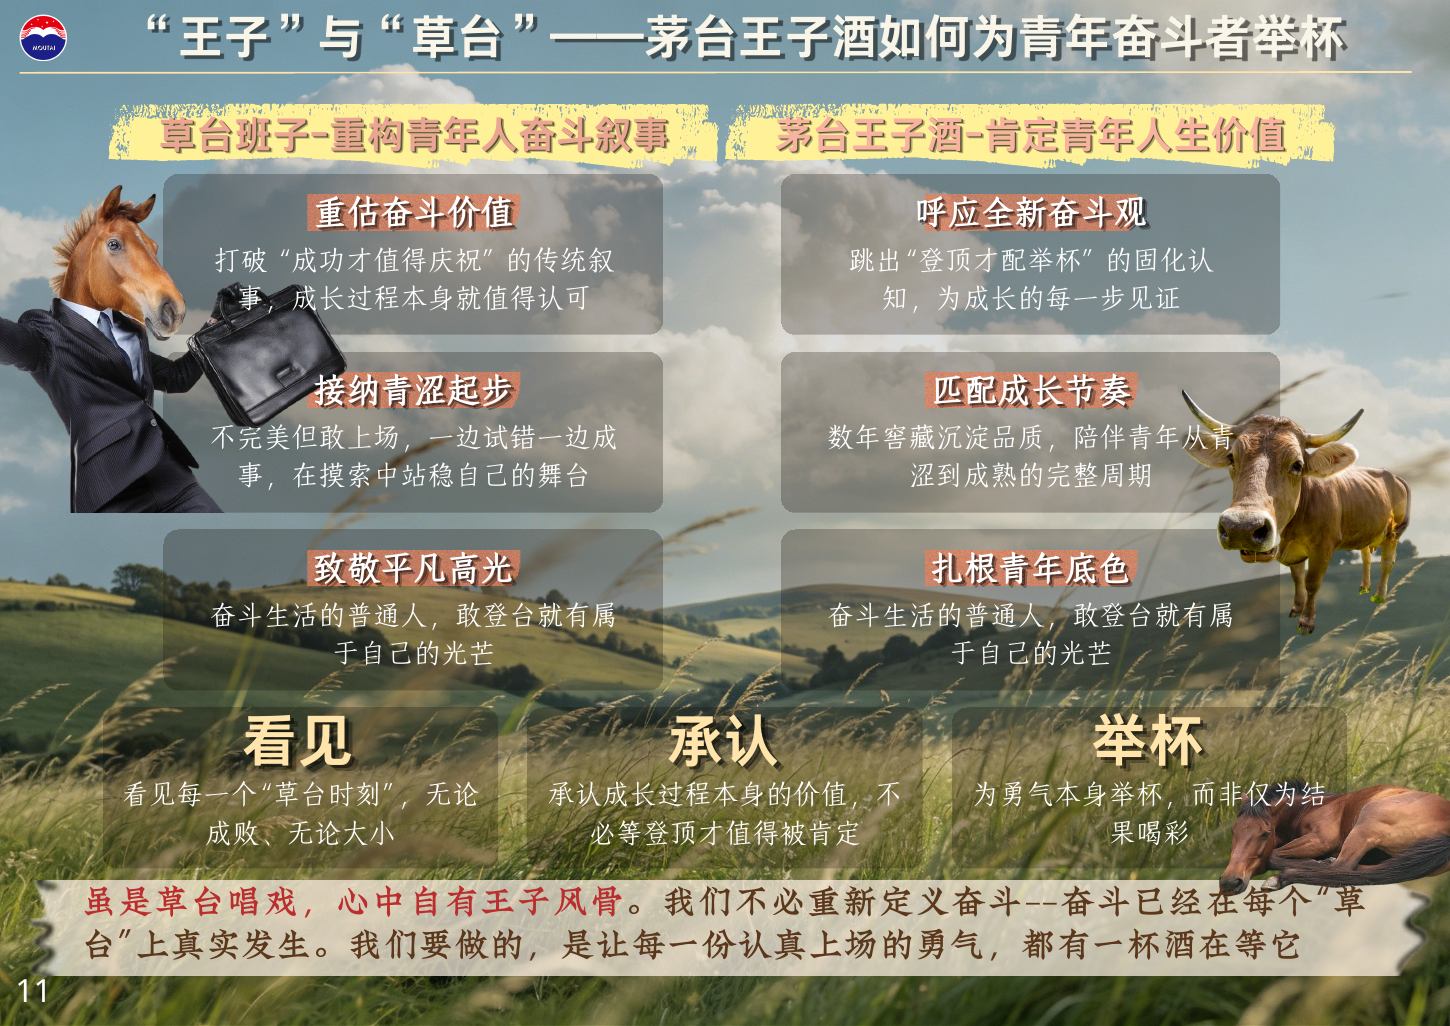 MOUTAI
“王子”与“草台”——茅台王子酒如何为青年奋斗者举杯
草台班子-重构青年人奋斗叙事
重估奋斗价值
打破“成功才值得庆祝”的传统叙
事，成长过程本身就值得认可
接纳青涩起步
不完美但敢上场，一边试错一边成
事，在摸索中站稳自己的舞台
致敬平凡高光
奋斗生活的普通人，敢登台就有属
于自己的光芒
茅台王子酒-肯定青年人生价值
呼应全新奋斗观
跳出“登顶才配举杯”的固化认
知，为成长的每一步见证
匹配成长节奏
数年窖藏沉淀品质，陪伴青年从青
涩到成熟的完整周期
扎根青年底色
奋斗生活的普通人，敢登台就有属
于自己的光芒
看见
看见每一个“草台时刻”，无论
成败、无论大小
承认
承认成长过程本身的价值，不
必等登顶才值得被肯定
举杯
为勇气本身举杯，而非仅为结
果喝彩
虽是草台唱戏，心中自有王子风骨。我们不必重新定义奋斗--奋斗已经在每个“草
台”上真实发生。我们要做的，是让每一份认真上场的勇气，都有一杯酒在等它
11